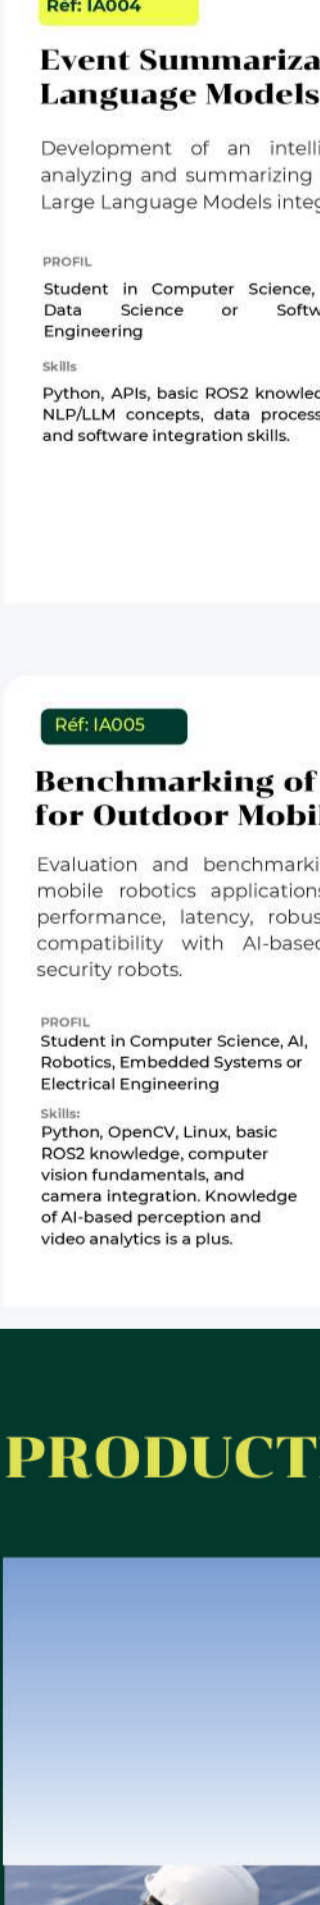 Réf: IA004
Event Summariza
Language Models
Development of an intelli
analyzing and summarizing
Large Language Models integ
PROFIL
Student in Computer Science,
Data Science or Softw
Engineering
Skills
Python, APIs, basic ROS2 knowled
NLP/LLM concepts, data process
and software integration skills.
Réf: IA005
Benchmarking of
for Outdoor Mobil
Evaluation and benchmarki
mobile robotics applications
performance, latency, robus
compatibility with AI-based
security robots.
PROFIL
Student in Computer Science, AI,
Robotics, Embedded Systems or
Electrical Engineering
Skills:
Python, OpenCV, Linux, basic
ROS2 knowledge, computer
vision fundamentals, and
camera integration. Knowledge
of AI-based perception and
video analytics is a plus.
PRODUCT